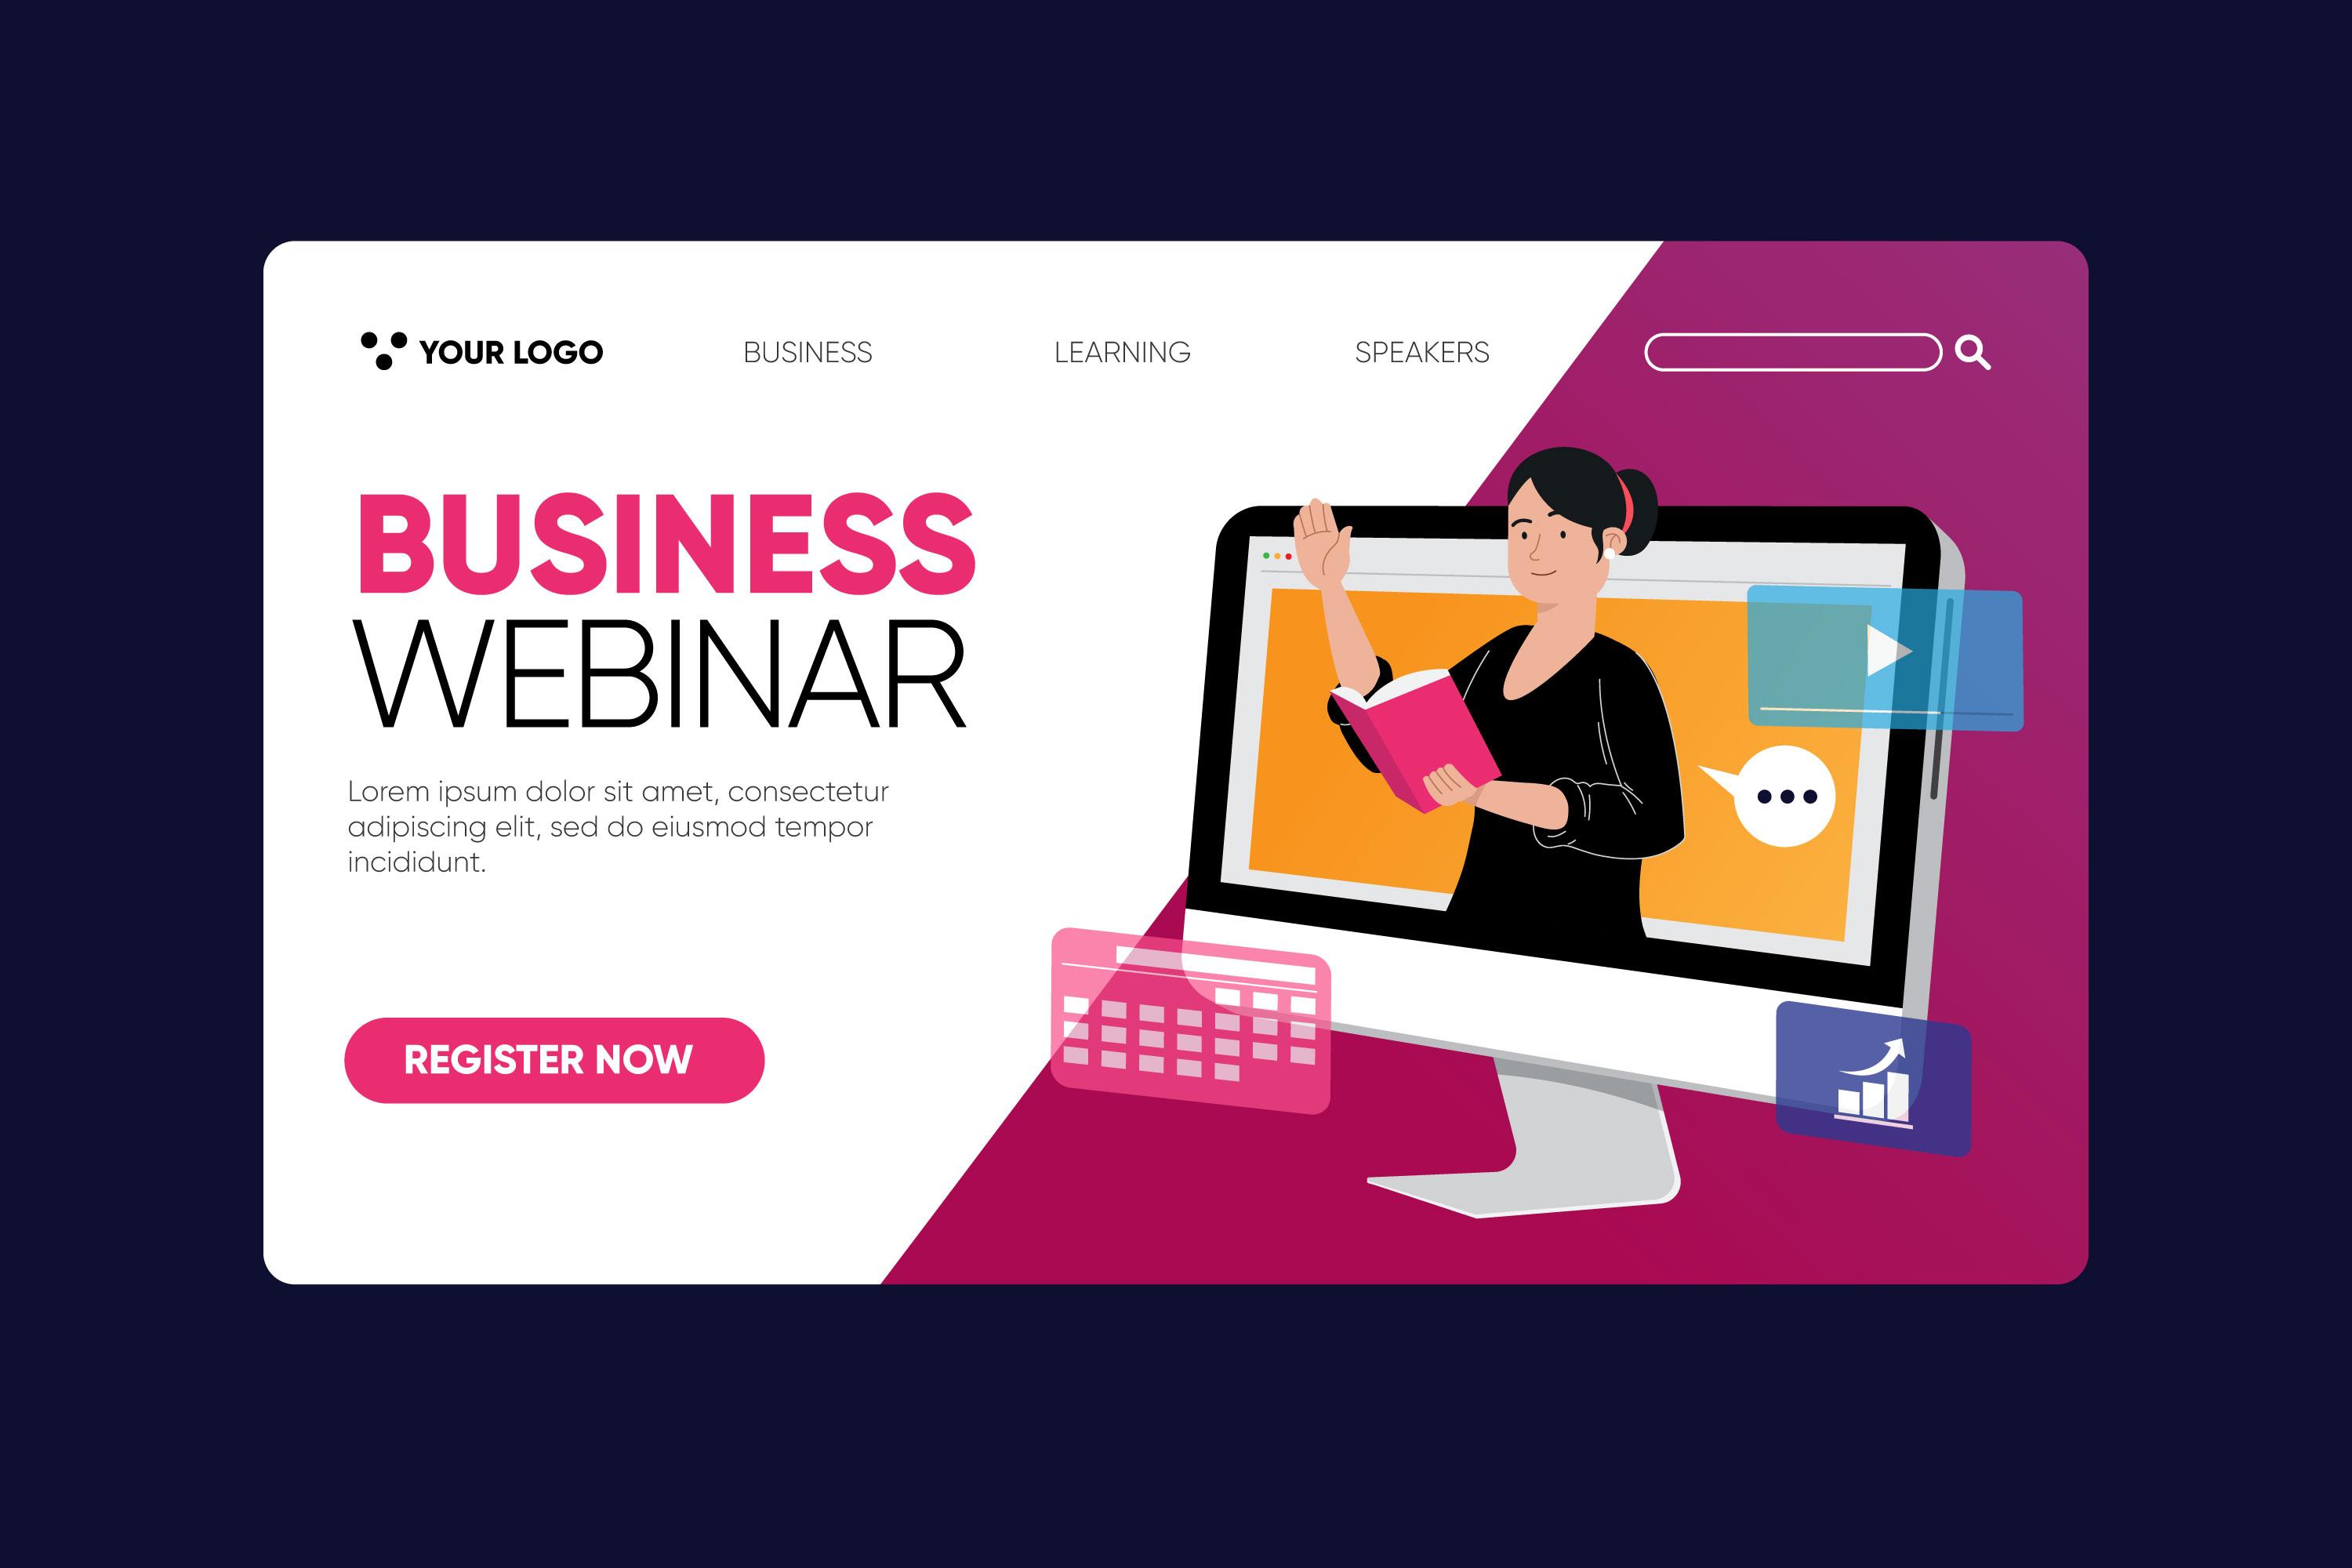 YOUR LOGO
BUSINESS
LEARNING
SPEAKERS
BUSINESS
WEBINAR
Lorem ipsum dolor sit amet, consectetur
adipiscing elit, sed do eiusmod tempor
incididunt.
REGISTER NOW